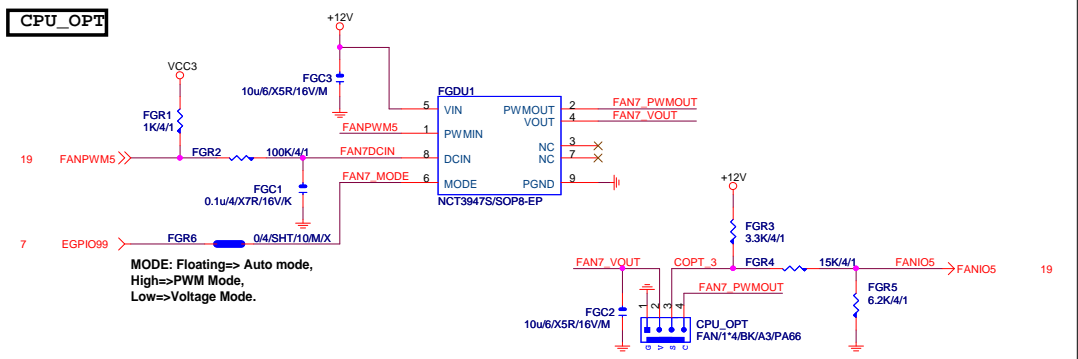 CPU_OPT
+12V
VCC3
FGC3
10u/6/X5R/16V/M
FGR1
1K/4/1
FGDU1
5 VIN PWMOUT 2 FAN7_PWMOUT
VOUT 4 FAN7_VOUT
FANPWM5 1 PWMIN
NC 3
19 FANPWM5 FGR2 100K/4/1 FAN7DCIN 8 DCIN NC 7
FAN7_MODE 6 MODE PGND 9
FGC1
0.1u/4/X7R/16V/K
NCT3947S/SOP8-EP
+12V
7 EGPIO99 FGR6 0/4/SHT/10/M/X
MODE: Floating=> Auto mode,
High=>PWM Mode,
Low=>Voltage Mode.
FGR3
3.3K/4/1
FAN7_VOUT COPT_3 FGR4 15K/4/1 FANIO5 FANIO5 19
FAN7_PWMOUT
FGR5
6.2K/4/1
FGC2
10u/6/X5R/16V/M
1 2 3 4
G V S C
CPU_OPT
FAN/1*4/BK/A3/PA66